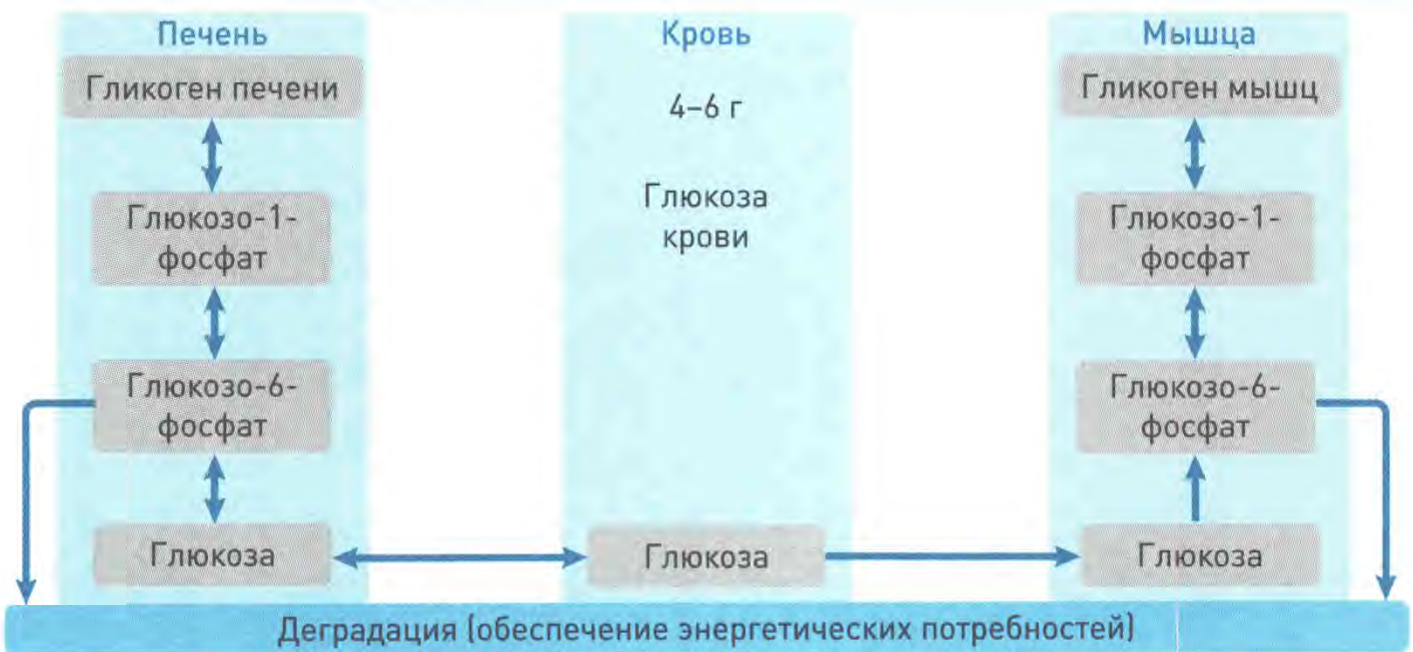 Печень
Гликоген печени
Глюкозо-1-
фосфат
Глюкозо-6-
фосфат
Глюкоза
Кровь
4–6 г
Глюкоза
крови
Глюкоза
Мышца
Гликоген мышц
Глюкозо-1-
фосфат
Глюкозо-6-
фосфат
Глюкоза
Деградация (обеспечение энергетических потребностей)